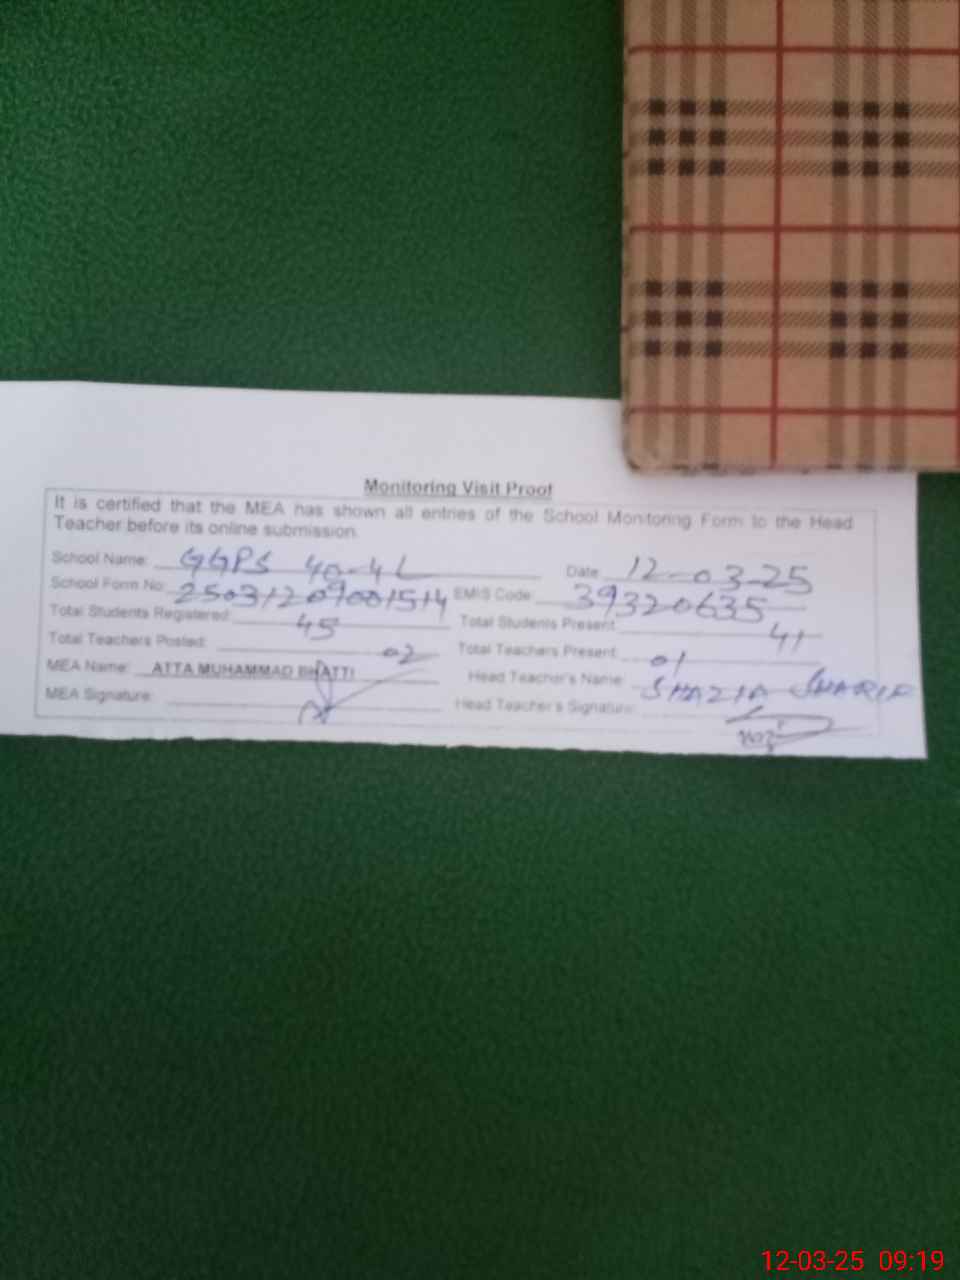 Monitoring Visit Proof
It is certified that the MEA has shown all entries of the School Monitoring Form to the Head
Teacher before its online submission.
School Name: GGPS 40-4L Date 12-03-25
School Form No: 25031209001514 EMIS Code: 39320635
Total Students Registered: 45 Total Students Present: 41
Total Teachers Posted: 02 Total Teachers Present: 01
MEA Name: ATTA MUHAMMAD BHATTI Head Teacher's Name: SHAZIA SHARIF
MEA Signature: Head Teacher's Signature:
12-03-25 09:19